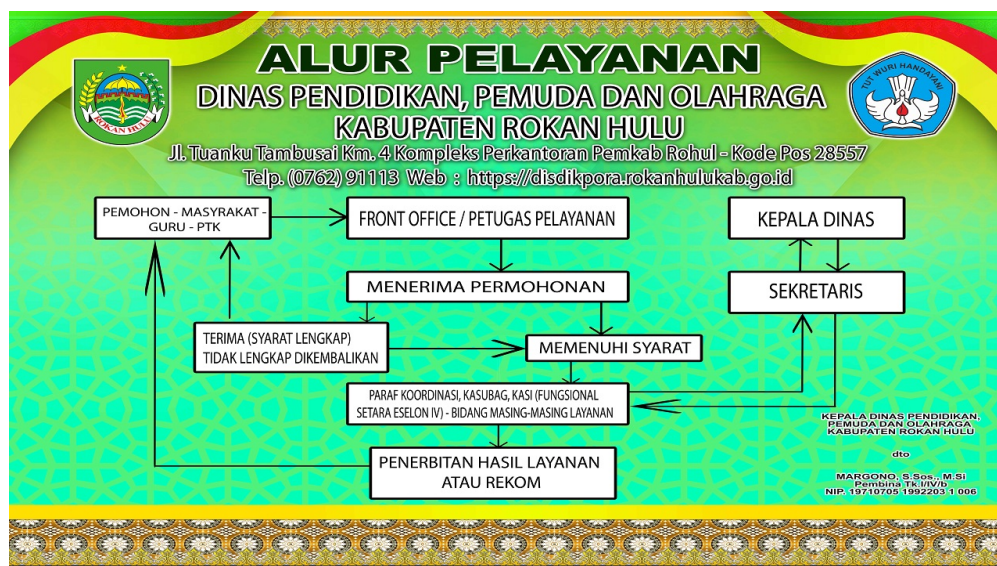 ALUR PELAYANAN
DINAS PENDIDIKAN, PEMUDA DAN OLAHRAGA
KABUPATEN ROKAN HULU
Jl. Tuanku Tambusai Km. 4 Kompleks Perkantoran Pemkab Rohul - Kode Pos 28557
Telp. (0762) 91113 Web : https://disdikpora.rokanhulukab.go.id
ROKAN HULU
TUT WURI HANDAYANI
PEMOHON - MASYRAKAT -
GURU - PTK
FRONT OFFICE / PETUGAS PELAYANAN
KEPALA DINAS
MENERIMA PERMOHONAN
SEKRETARIS
TERIMA (SYARAT LENGKAP)
TIDAK LENGKAP DIKEMBALIKAN
MEMENUHI SYARAT
PARAF KOORDINASI, KASUBAG, KASI (FUNGSIONAL
SETARA ESELON IV) - BIDANG MASING-MASING LAYANAN
PENERBITAN HASIL LAYANAN
ATAU REKOM
KEPALA DINAS PENDIDIKAN,
PEMUDA DAN OLAHRAGA
KABUPATEN ROKAN HULU
dto
MARGONO, S.Sos., M.Si
Pembina Tk.I/IV/b
NIP. 19710705 1992203 1 006